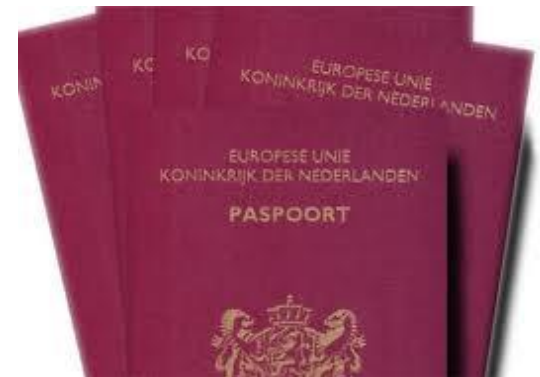 KONIN
KO
KO
EUROPESE UNIE
KONINKRIJK DER NEDERLANDEN
EUROPESE UNIE
KONINKRIJK DER NEDERLANDEN
PASPOORT